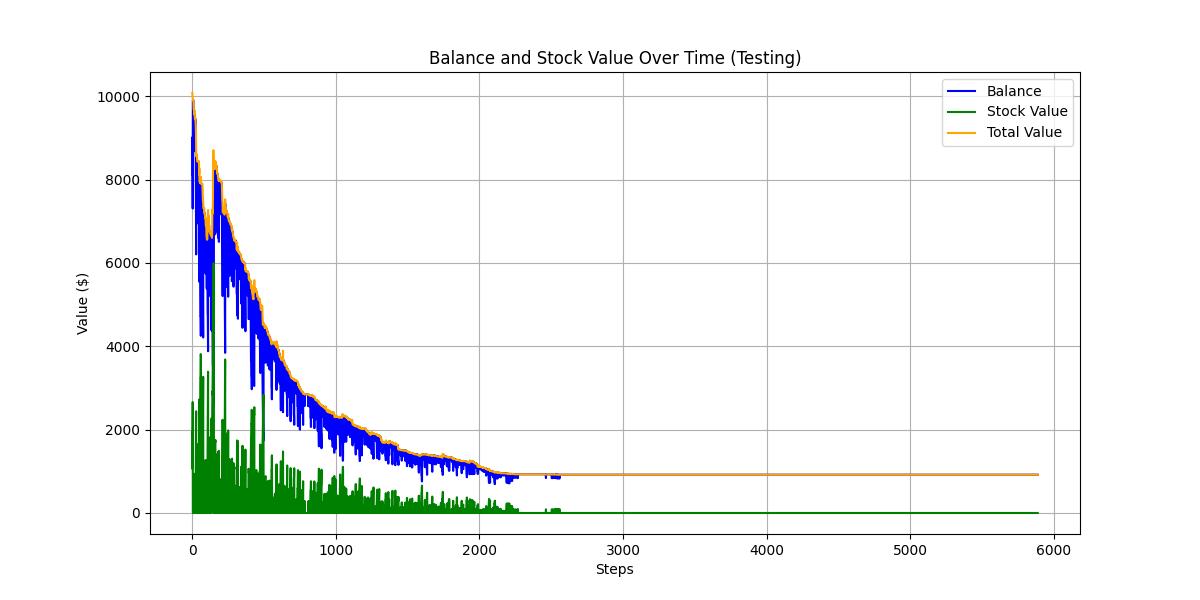 Balance and Stock Value Over Time (Testing)
Balance
Stock Value
Total Value
Value ($)
10000
8000
6000
4000
2000
0
0 1000 2000 3000 4000 5000 6000
Steps